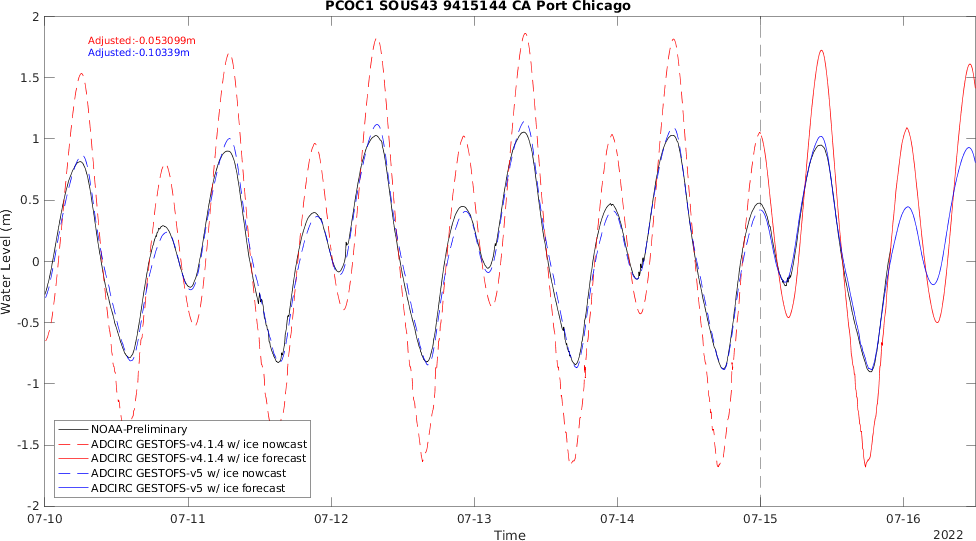 PCOC1 SOUS43 9415144 CA Port Chicago
Adjusted:-0.053099m
Adjusted:-0.10339m
2
1.5
1
0.5
0
-0.5
-1
-1.5
-2
Water Level (m)
NOAA-Preliminary
ADCIRC GESTOFS-v4.1.4 w/ ice nowcast
ADCIRC GESTOFS-v4.1.4 w/ ice forecast
ADCIRC GESTOFS-v5 w/ ice nowcast
ADCIRC GESTOFS-v5 w/ ice forecast
07-10 07-11 07-12 07-13 07-14 07-15 07-16
Time
2022